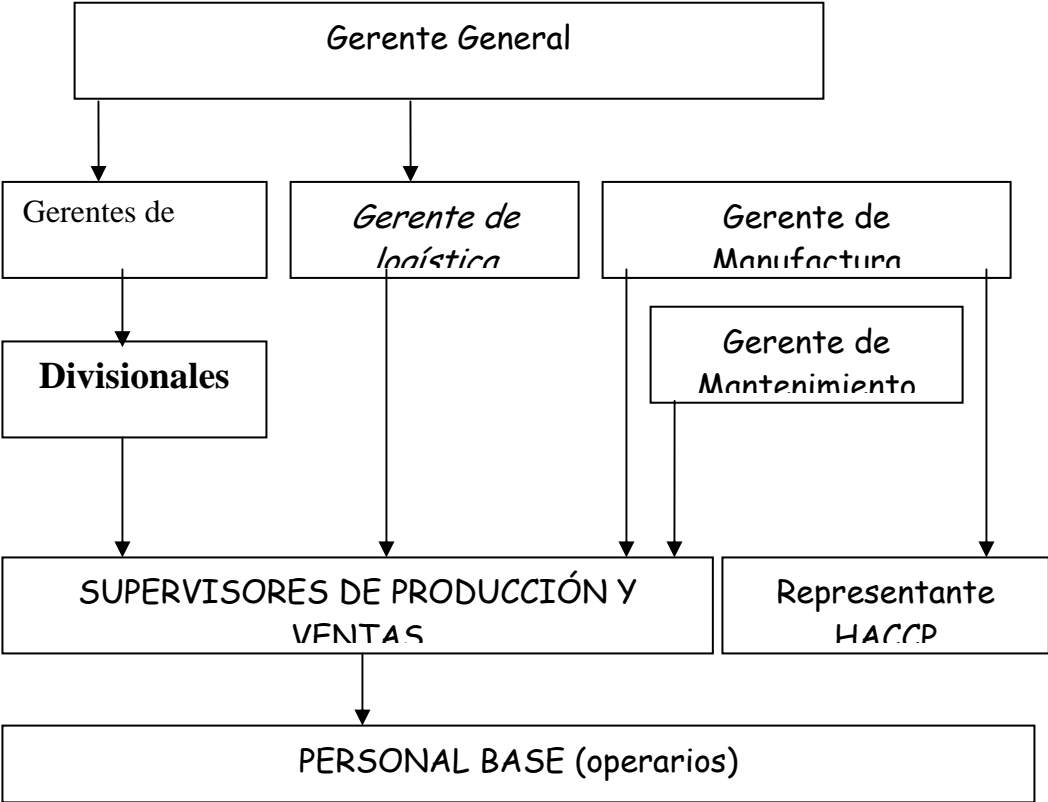 Gerente General
Gerentes de
Gerente de
logística
Gerente de
Manufactura
Gerente de
Mantenimiento
Divisionales
SUPERVISORES DE PRODUCCIÓN Y
VENTAS
Representante
HACCP
PERSONAL BASE (operarios)